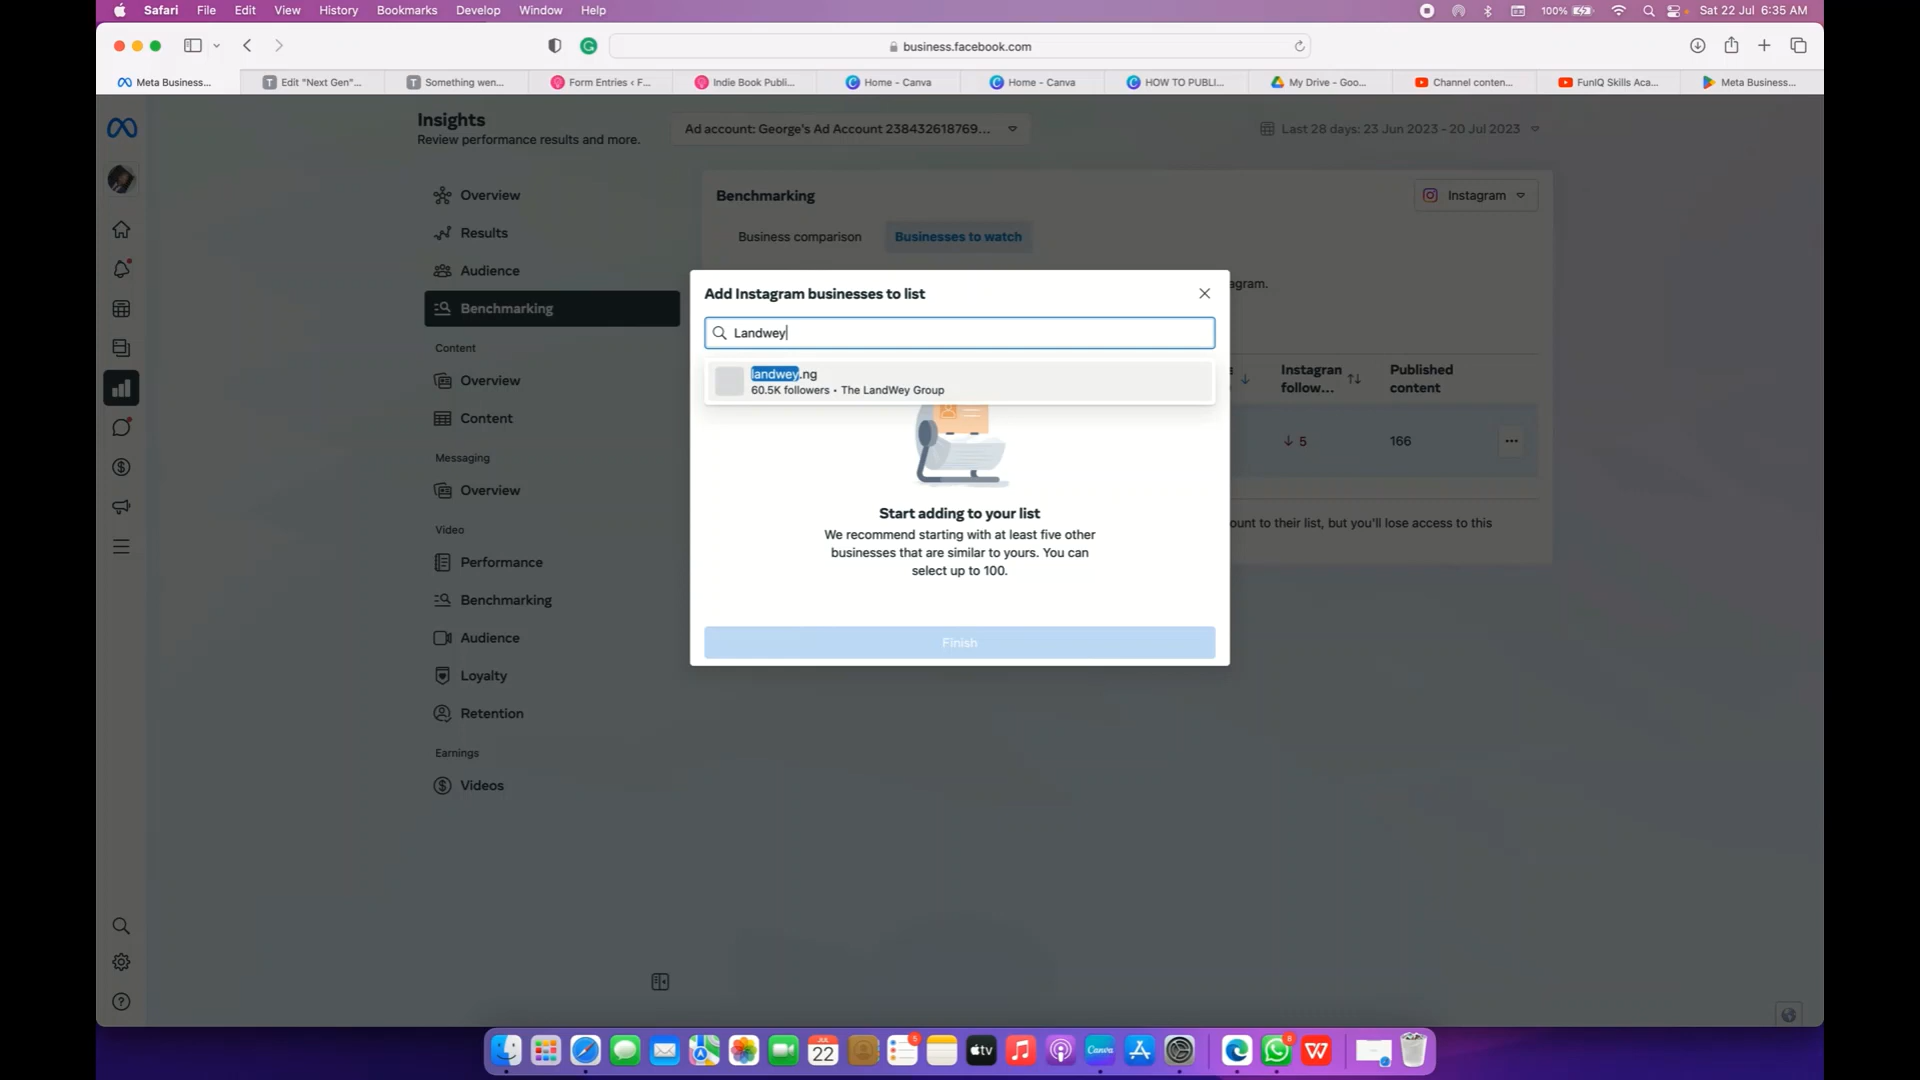 Safari File Edit View History Bookmarks Develop Window Help 100% Sat 22 Jul 6:35 AM
business.facebook.com
Meta Business... Edit "Next Gen"... Something wen... Form Entries ‹ F... Indie Book Publi... Home - Canva Home - Canva HOW TO PUBLI... My Drive - Goo... Channel conten... FunIQ Skills Aca... Meta Business...
Insights
Review performance results and more.
Ad account: George's Ad Account 238432618769...
Last 28 days: 23 Jun 2023 - 20 Jul 2023
Overview
Results
Audience
Benchmarking
Content
Overview
Content
Messaging
Overview
Video
Performance
Benchmarking
Audience
Loyalty
Retention
Earnings
Videos
Benchmarking
Instagram
Business comparison
Businesses to watch
agram.
Instagran
follow...
Published
content
5
166
ount to their list, but you'll lose access to this
Add Instagram businesses to list
Landwey
landwey.ng
60.5K followers • The LandWey Group
Start adding to your list
We recommend starting with at least five other
businesses that are similar to yours. You can
select up to 100.
Finish
JUL
22
5
tv
Canva
8